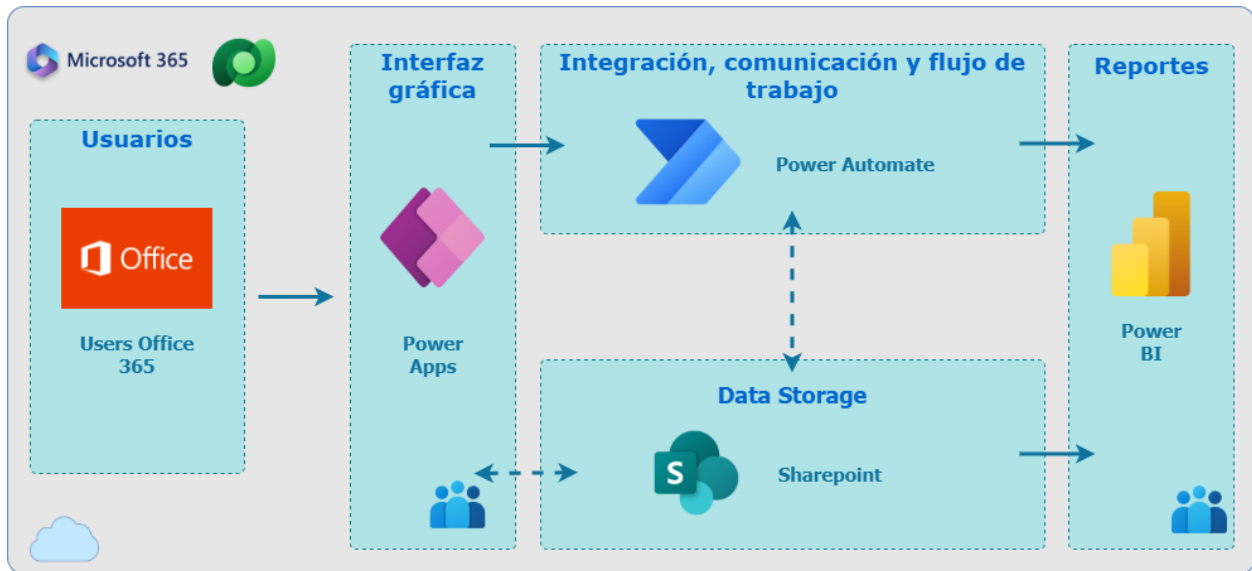 Microsoft 365
Usuarios
Office
Users Office
365
Interfaz
gráfica
Power
Apps
Integración, comunicación y flujo de
trabajo
Power Automate
Data Storage
S
Sharepoint
Reportes
Power
BI